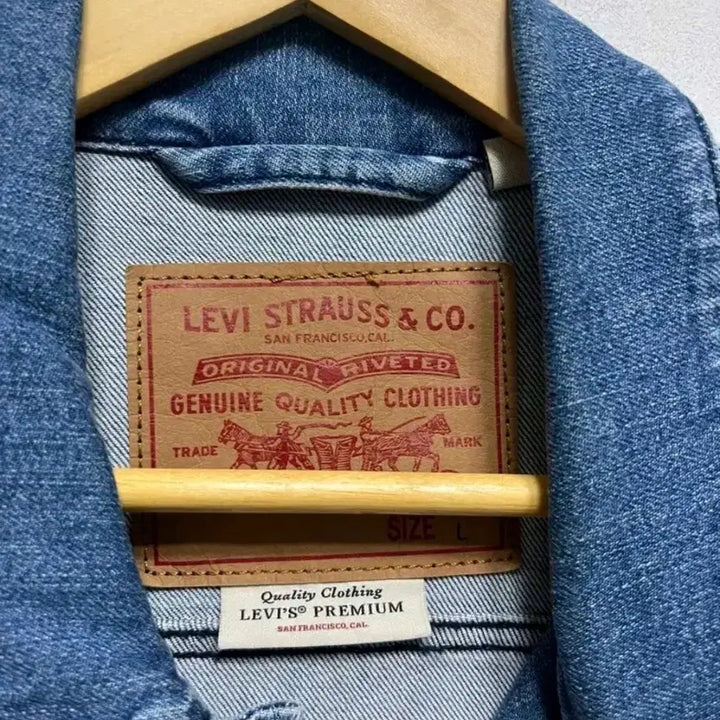 LEVI STRAUSS & CO.
SAN FRANCISCO, CAL.
ORIGINAL RIVETED
GENUINE QUALITY CLOTHING
TRADE MARK
SIZE L
Quality Clothing
LEVI'S® PREMIUM
SAN FRANCISCO, CAL.